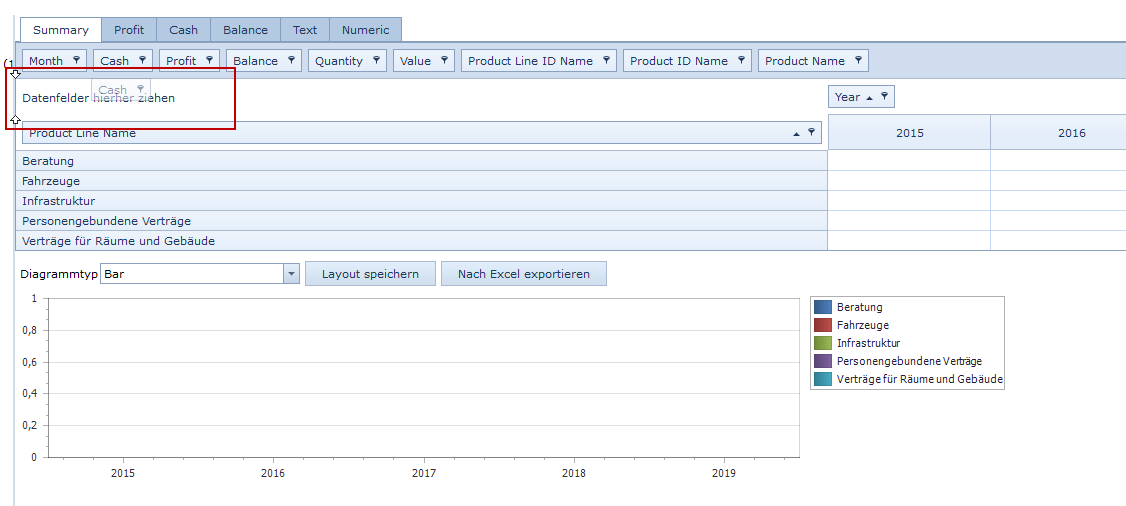 Summary Profit Cash Balance Text Numeric
(1
Month Cash Profit Balance Quantity Value Product Line ID Name Product ID Name Product Name
Cash
Datenfelder hierher ziehen
Year
Product Line Name
2015 2016
Beratung
Fahrzeuge
Infrastruktur
Personengebundene Verträge
Verträge für Räume und Gebäude
Diagrammtyp Bar Layout speichern Nach Excel exportieren
1
0,8
0,6
0,4
0,2
0
2015 2016 2017 2018 2019
Beratung
Fahrzeuge
Infrastruktur
Personengebundene Verträge
Verträge für Räume und Gebäude